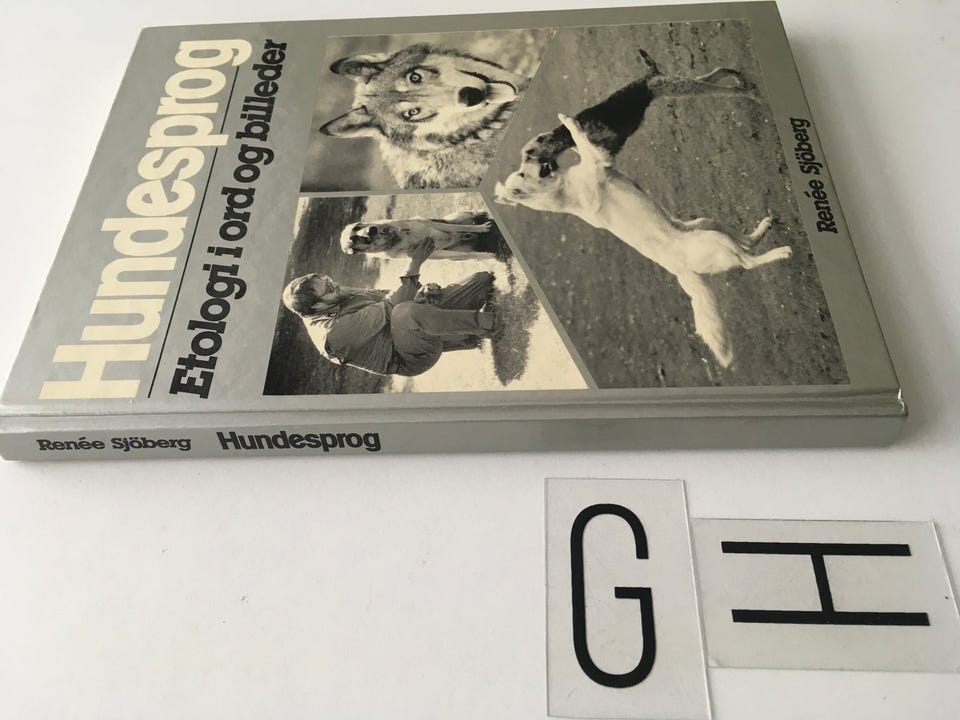 Hundesprog
Etologi i ord og billeder
Renée Sjöberg
Renée Sjöberg Hundesprog
G H